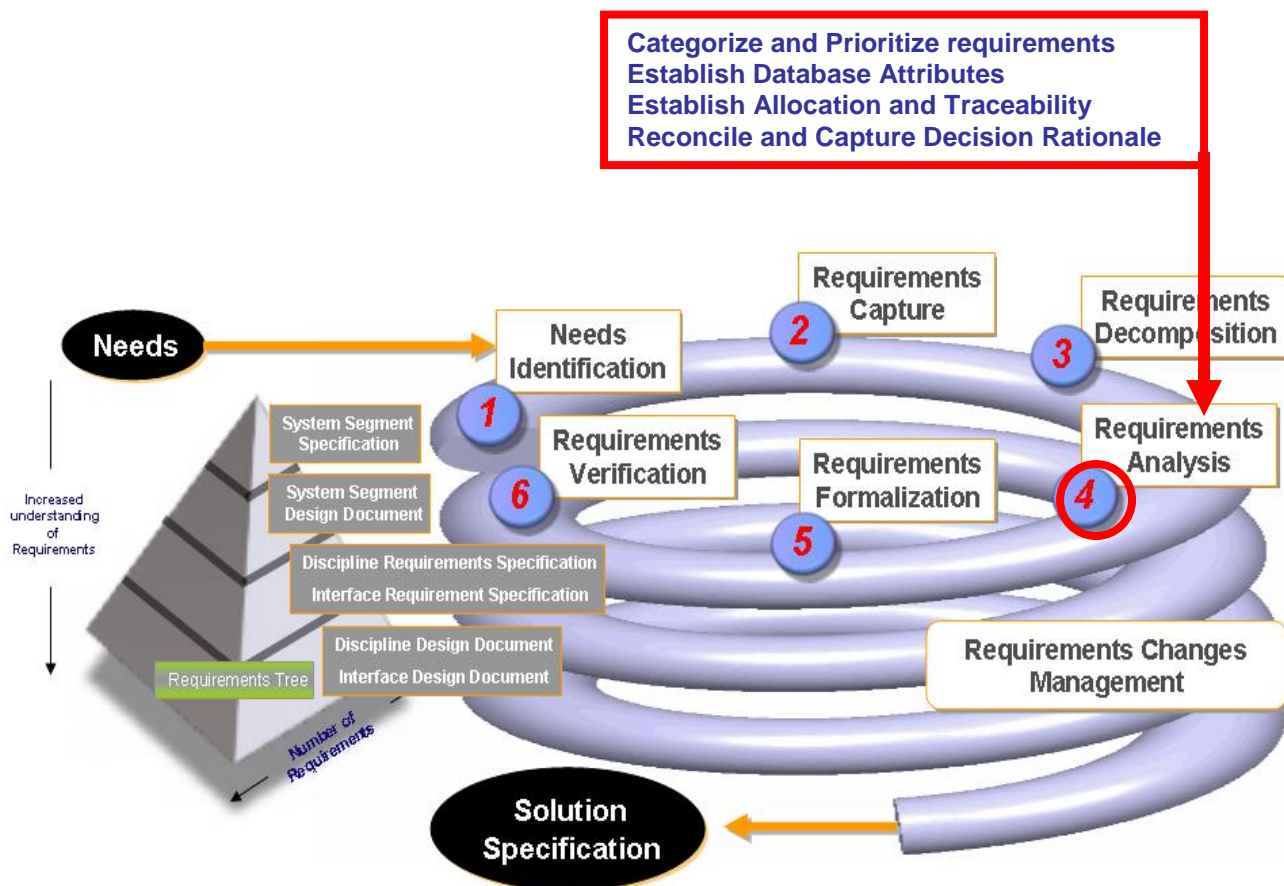 Categorize and Prioritize requirements
Establish Database Attributes
Establish Allocation and Traceability
Reconcile and Capture Decision Rationale
Needs
Needs
Identification
1
Requirements
Capture
2
Requirements
Decomposition
3
Requirements
Analysis
4
Requirements
Formalization
5
Requirements
Verification
6
Increased
understanding
of
Requirements
System Segment
Specification
System Segment
Design Document
Discipline Requirements Specification
Interface Requirement Specification
Discipline Design Document
Interface Design Document
Requirements Tree
Number of
Requirements
Requirements Changes
Management
Solution
Specification